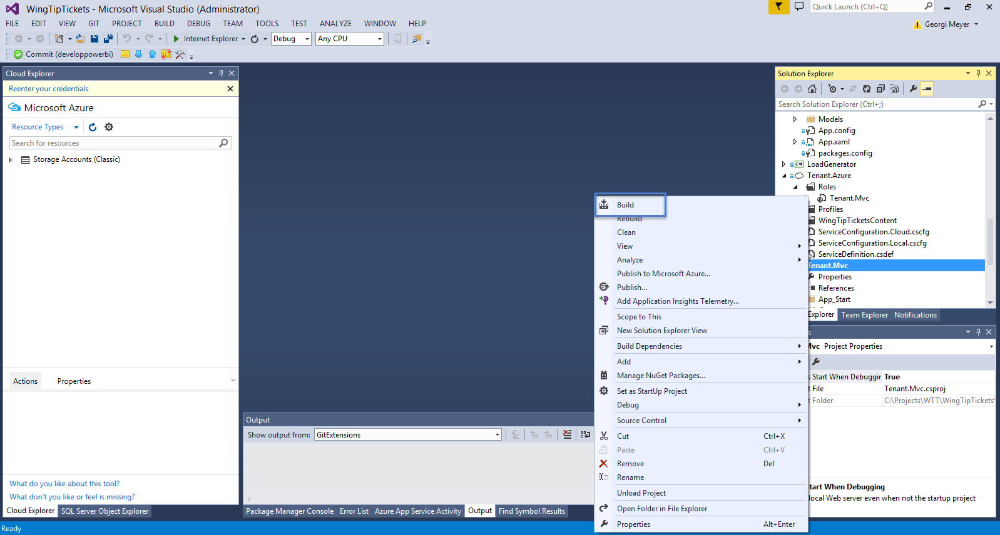 WingTipTickets - Microsoft Visual Studio (Administrator)
Quick Launch (Ctrl+Q)
FILE EDIT VIEW GIT PROJECT BUILD DEBUG TEAM TOOLS TEST ANALYZE WINDOW HELP
Georgi Meyer
Internet Explorer Debug Any CPU
Commit (developpowerbi)
Cloud Explorer
Reenter your credentials
Microsoft Azure
Resource Types
Search for resources
Storage Accounts (Classic)
Actions Properties
What do you like about this tool?
What don't you like or feel is missing?
Cloud Explorer SQL Server Object Explorer
Output
Show output from: GitExtensions
Package Manager Console Error List Azure App Service Activity Output Find Symbol Results
Build
Rebuild
Clean
View
Analyze
Publish to Microsoft Azure...
Publish...
Add Application Insights Telemetry...
Scope to This
New Solution Explorer View
Build Dependencies
Add
Manage NuGet Packages...
Set as StartUp Project
Debug
Source Control
Cut Ctrl+X
Paste Ctrl+V
Remove Del
Rename
Unload Project
Open Folder in File Explorer
Properties Alt+Enter
Solution Explorer
Search Solution Explorer (Ctrl+;)
Models
App.config
App.xaml
packages.config
C# LoadGenerator
Tenant.Azure
Roles
Tenant.Mvc
Profiles
WingTipTicketsContent
ServiceConfiguration.Cloud.cscfg
ServiceConfiguration.Local.cscfg
ServiceDefinition.csdef
Tenant.Mvc
Properties
References
App_Start
Explorer Team Explorer Notifications
s
Mvc Project Properties
s Start When Debuggin True
t File Tenant.Mvc.csproj
t Folder C:\Projects\WTT\WingTipTickets\
tart When Debugging
local Web server even when not the startup project
Ready